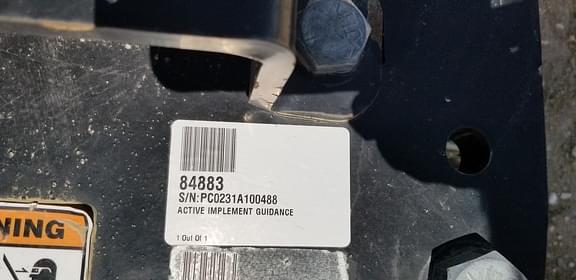 84883
S/N:PC0231A100488
ACTIVE IMPLEMENT GUIDANCE
1 Out Of 1
NING